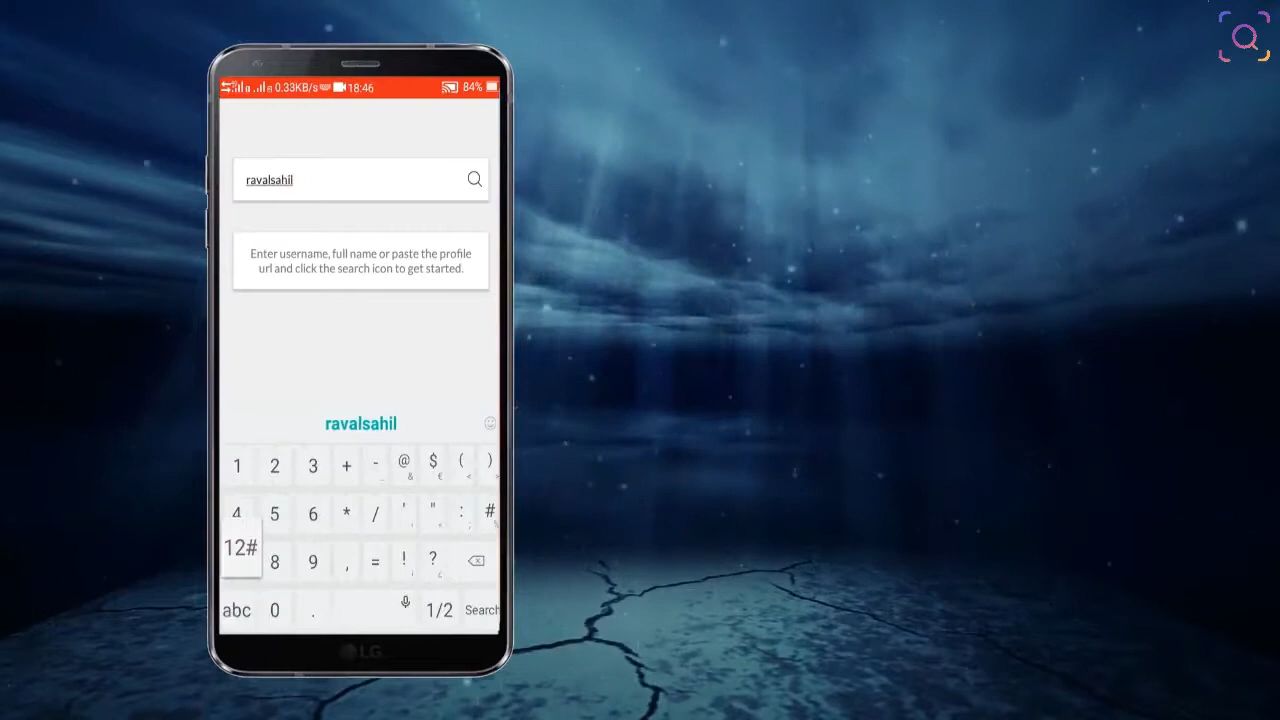 0.33KB/s 18:46 84%
ravalsahil
Enter username, full name or paste the profile
url and click the search icon to get started.
ravalsahil
1 2 3 + - @ $ ( )
_ & € <
4 5 6 * / ' " : #
12# 8 9 , = ! ?
abc 0 . 1/2 Search
LG